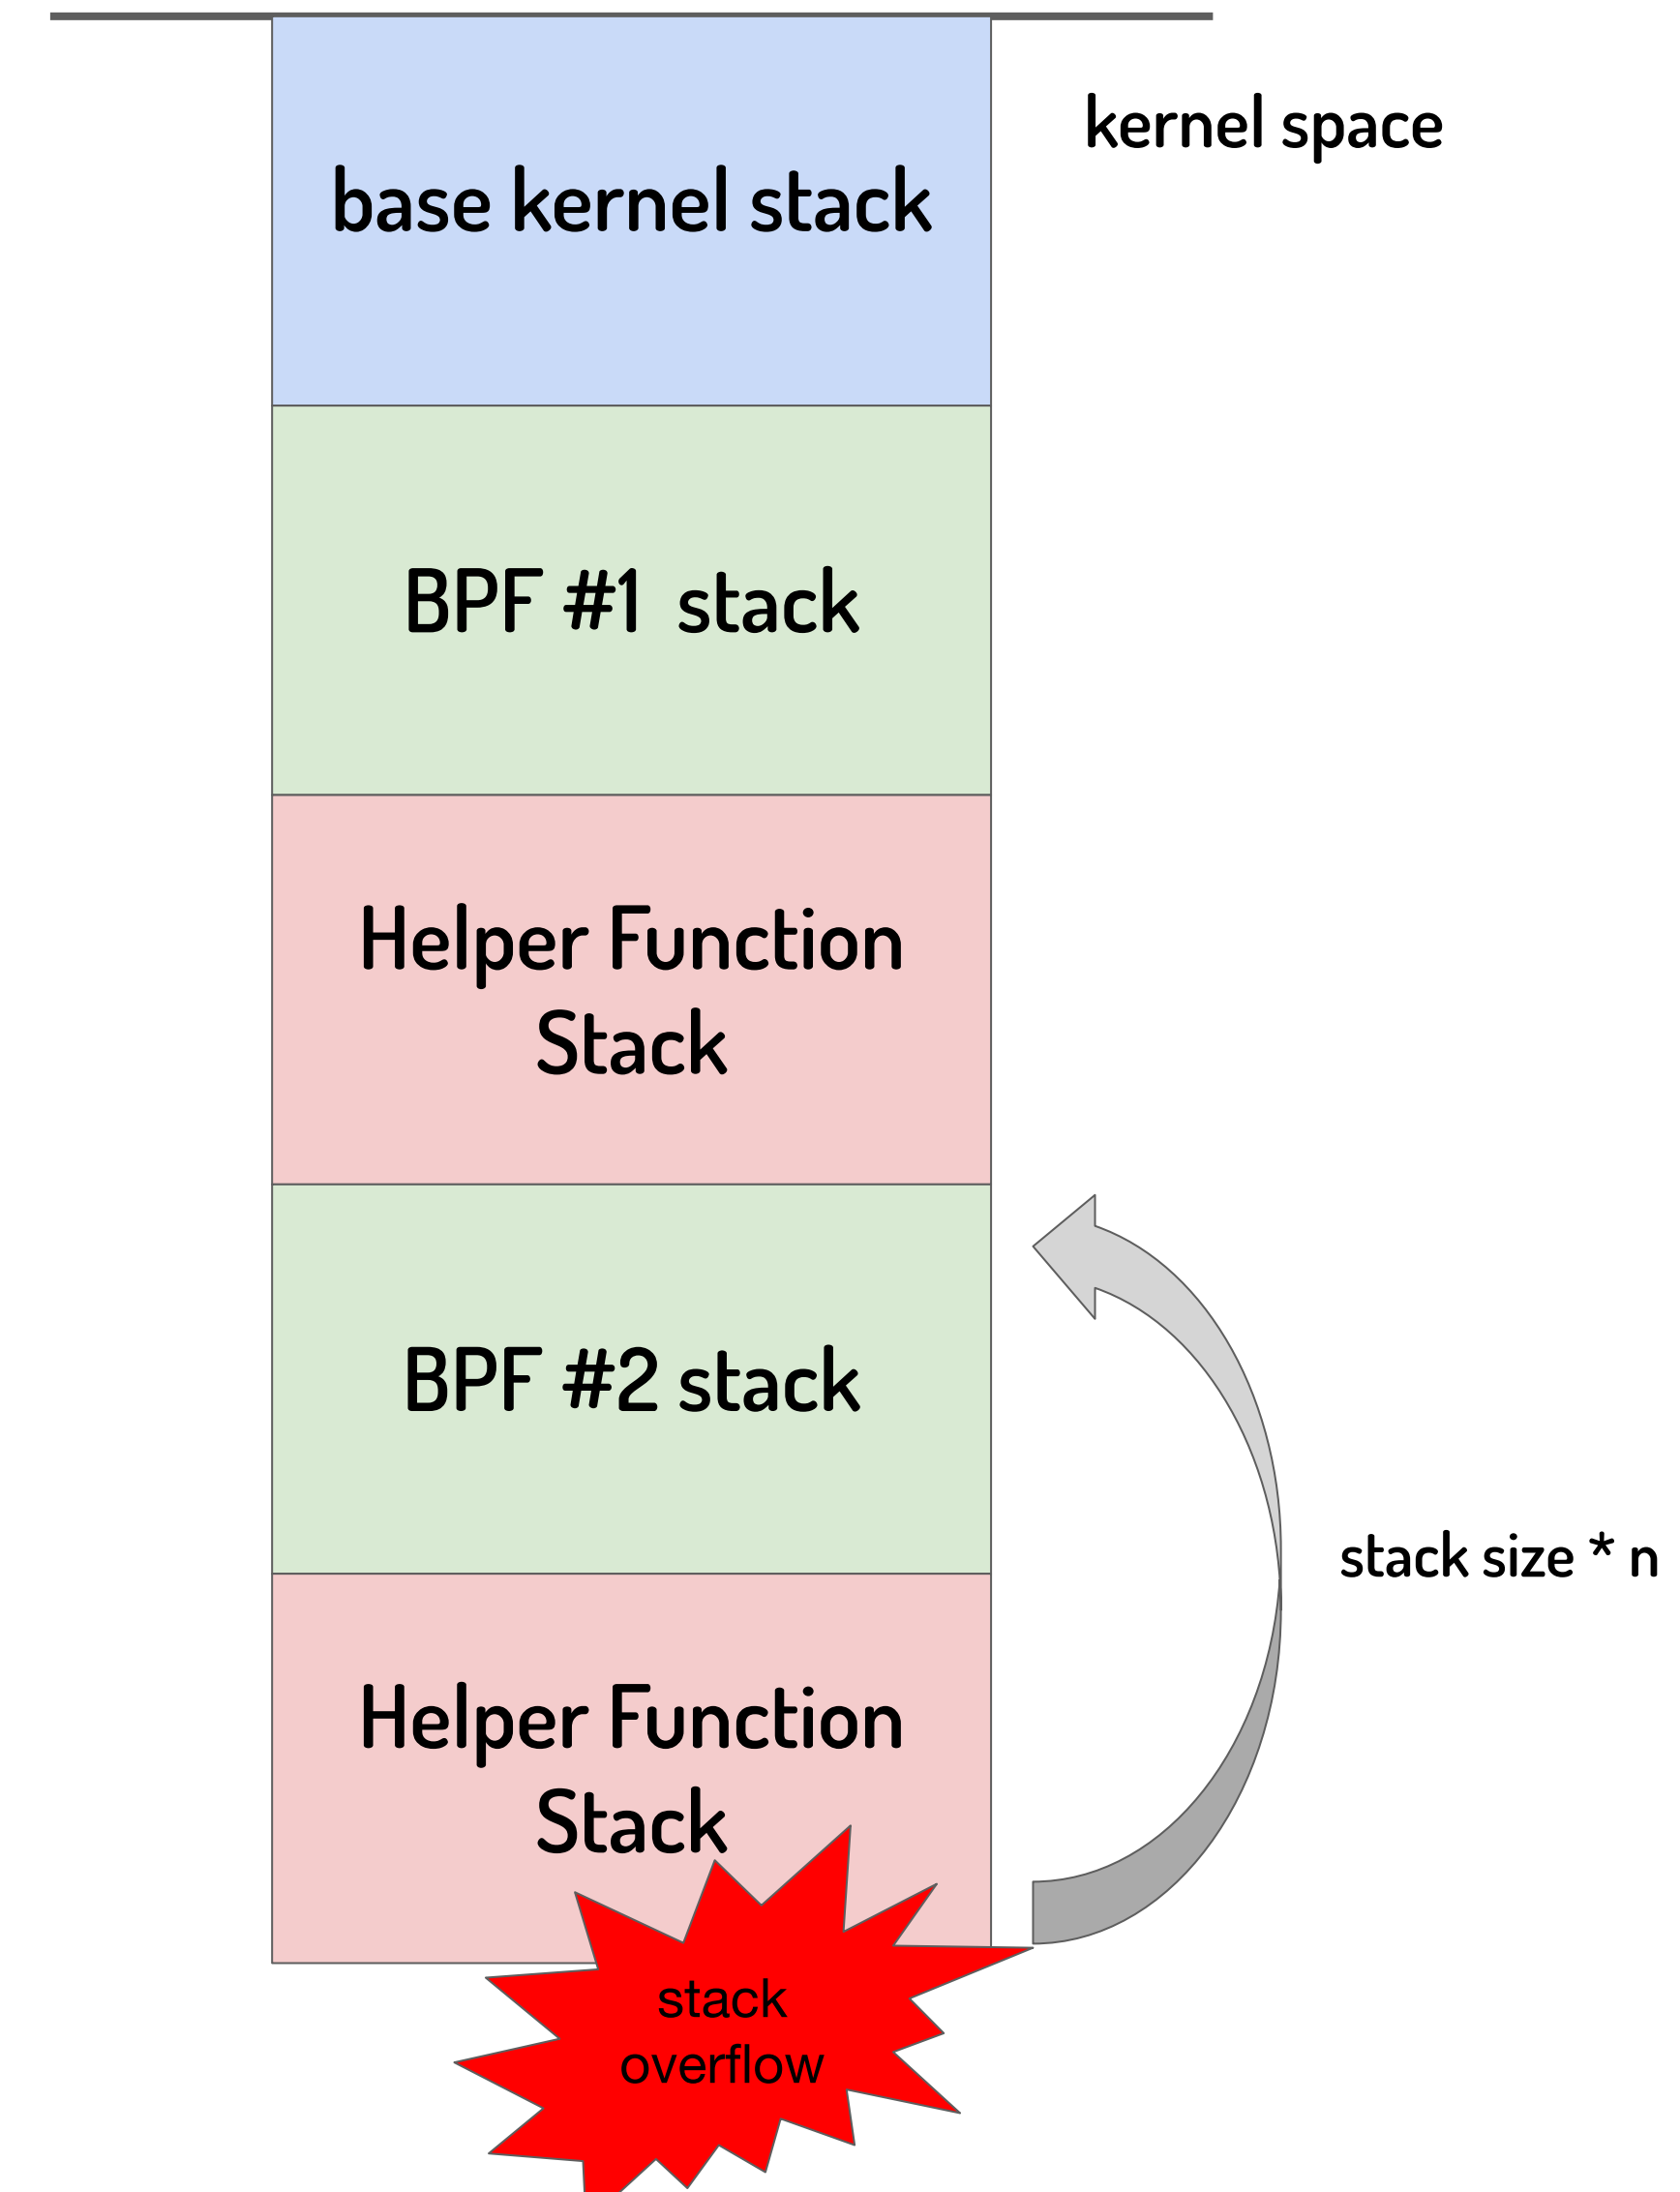 kernel space
base kernel stack
BPF #1 stack
Helper Function
Stack
BPF #2 stack
stack size * n
Helper Function
Stack
stack
overflow